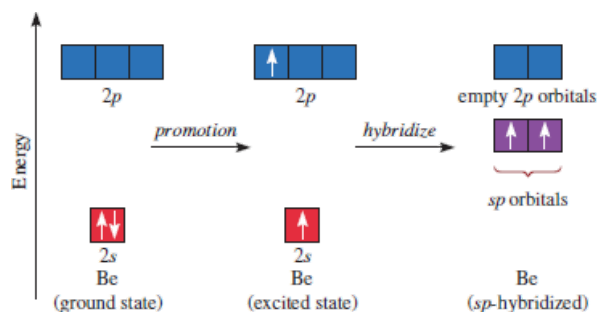 Energy
2p
2p
empty 2p orbitals
promotion
hybridize
sp orbitals
2s
2s
Be
Be
Be
(ground state)
(excited state)
(sp-hybridized)